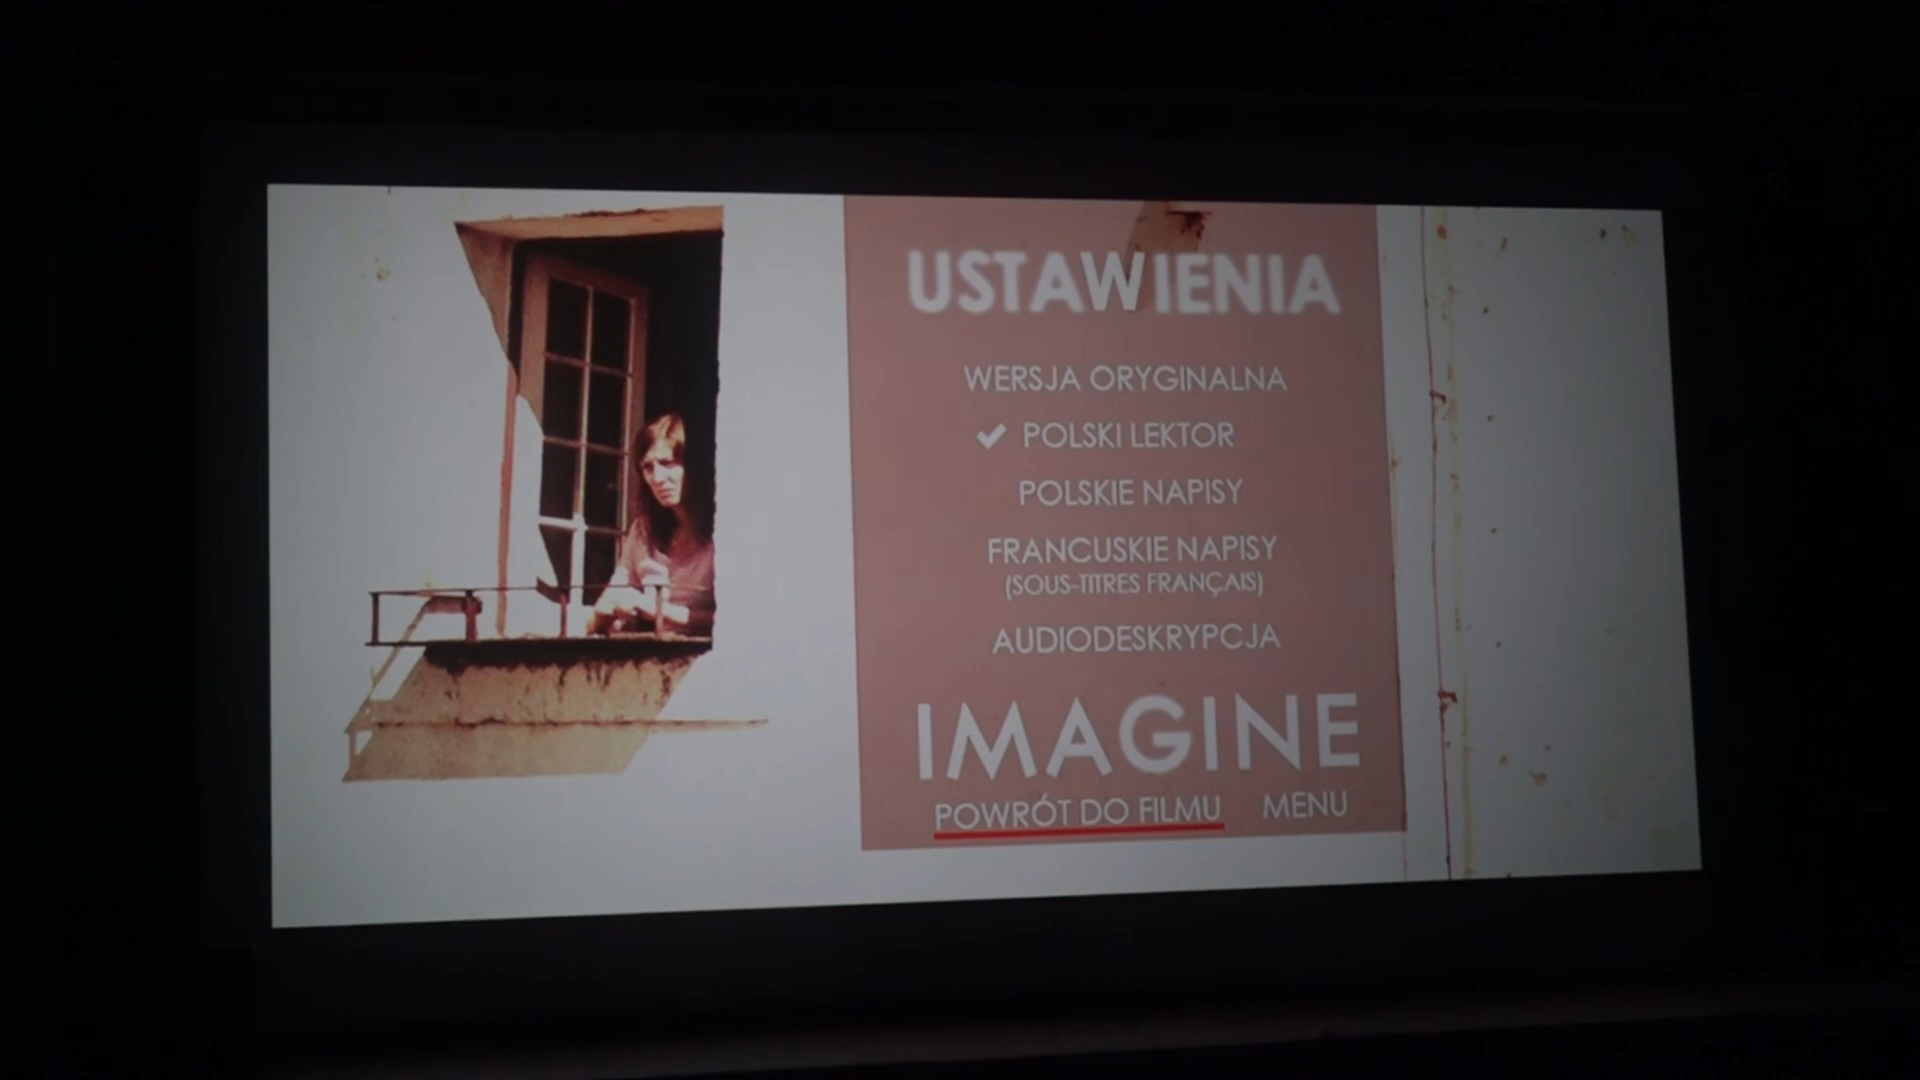 USTAWIENIA
WERSJA ORYGINALNA
POLSKI LEKTOR
POLSKIE NAPISY
FRANCUSKIE NAPISY
(SOUS-TITRES FRANÇAIS)
AUDIODESKRYPCJA
IMAGINE
POWRÓT DO FILMU MENU